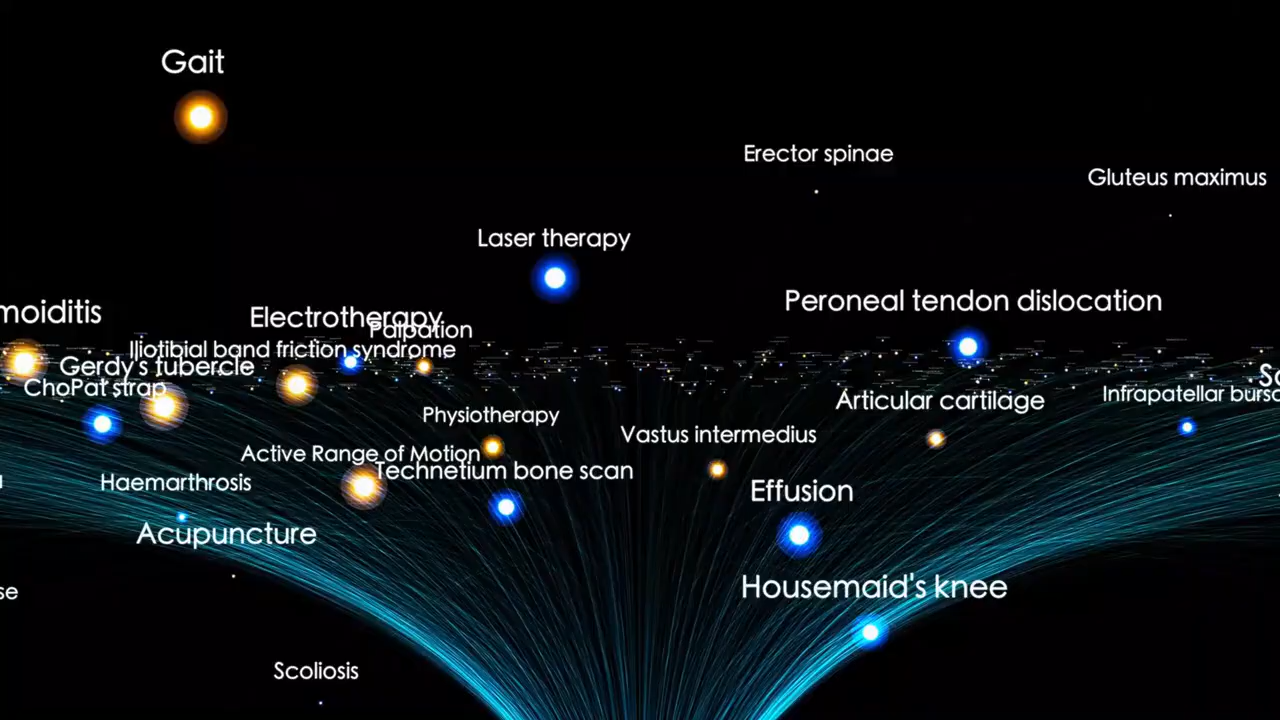 Gait
Erector spinae
Gluteus maximus
Laser therapy
Peroneal tendon dislocation
moiditis
Electrotherapy
Palpation
Iliotibial band friction syndrome
Gerdy's tubercle
ChoPat strap
Infrapatellar bursa
Articular cartilage
Physiotherapy
Vastus intermedius
Active Range of Motion
Technetium bone scan
Haemarthrosis
Effusion
Acupuncture
Housemaid's knee
se
Scoliosis